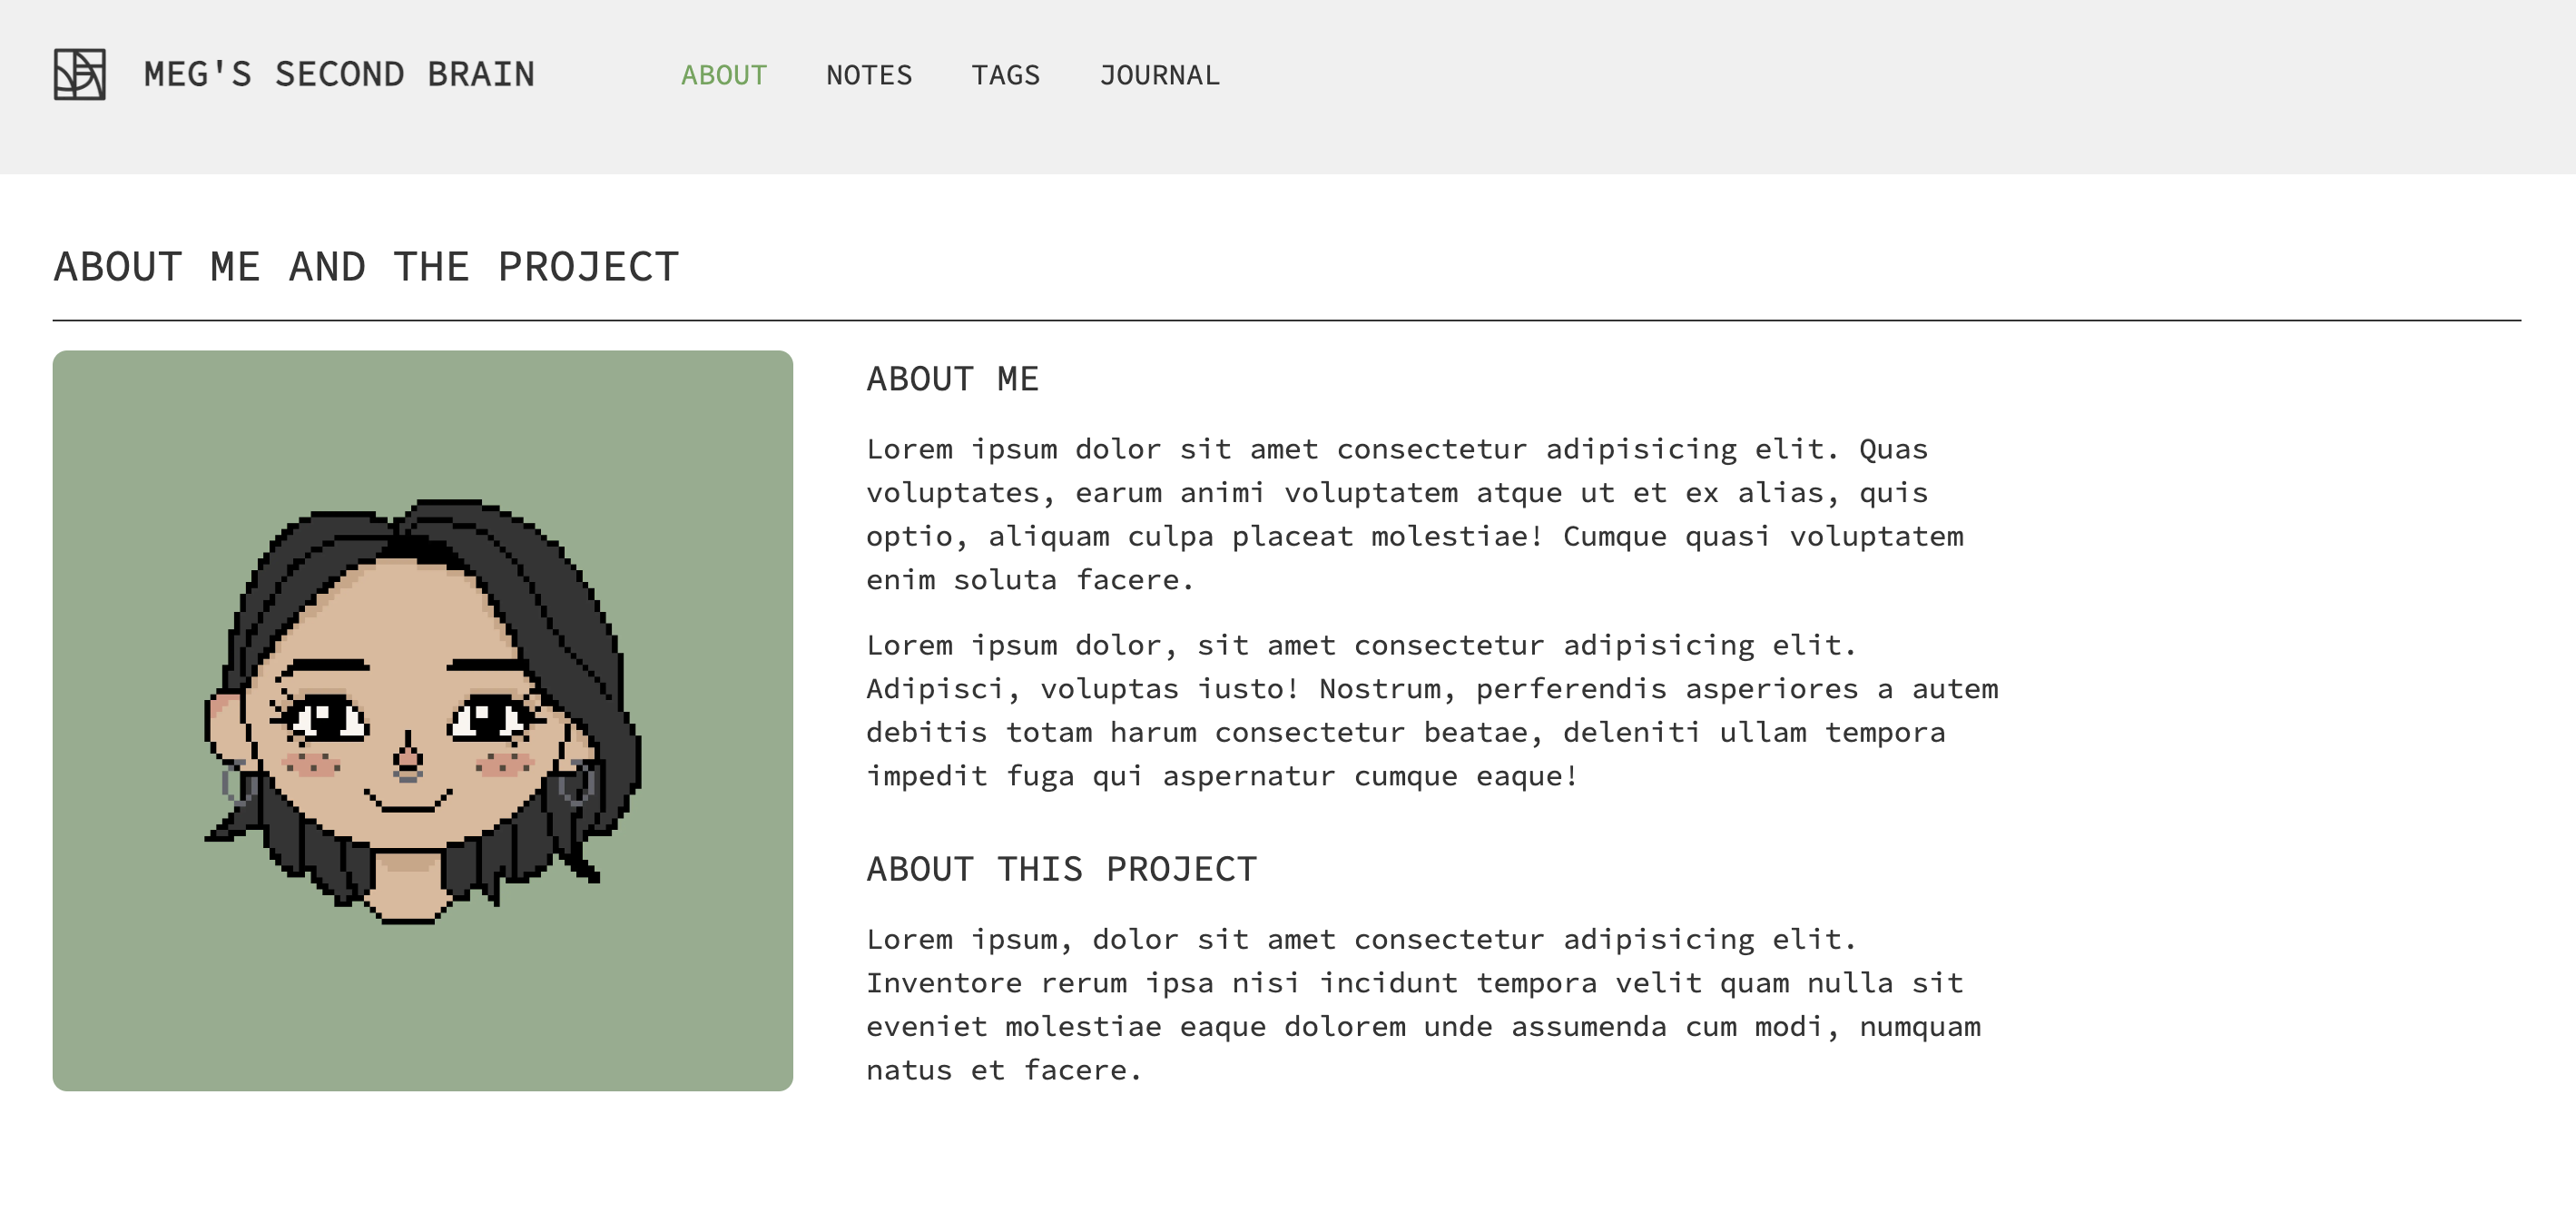 MEG'S SECOND BRAIN
ABOUT NOTES TAGS JOURNAL
ABOUT ME AND THE PROJECT
ABOUT ME
Lorem ipsum dolor sit amet consectetur adipisicing elit. Quas
voluptates, earum animi voluptatem atque ut et ex alias, quis
optio, aliquam culpa placeat molestiae! Cumque quasi voluptatem
enim soluta facere.
Lorem ipsum dolor, sit amet consectetur adipisicing elit.
Adipisci, voluptas iusto! Nostrum, perferendis asperiores a autem
debitis totam harum consectetur beatae, deleniti ullam tempora
impedit fuga qui aspernatur cumque eaque!
ABOUT THIS PROJECT
Lorem ipsum, dolor sit amet consectetur adipisicing elit.
Inventore rerum ipsa nisi incidunt tempora velit quam nulla sit
eveniet molestiae eaque dolorem unde assumenda cum modi, numquam
natus et facere.